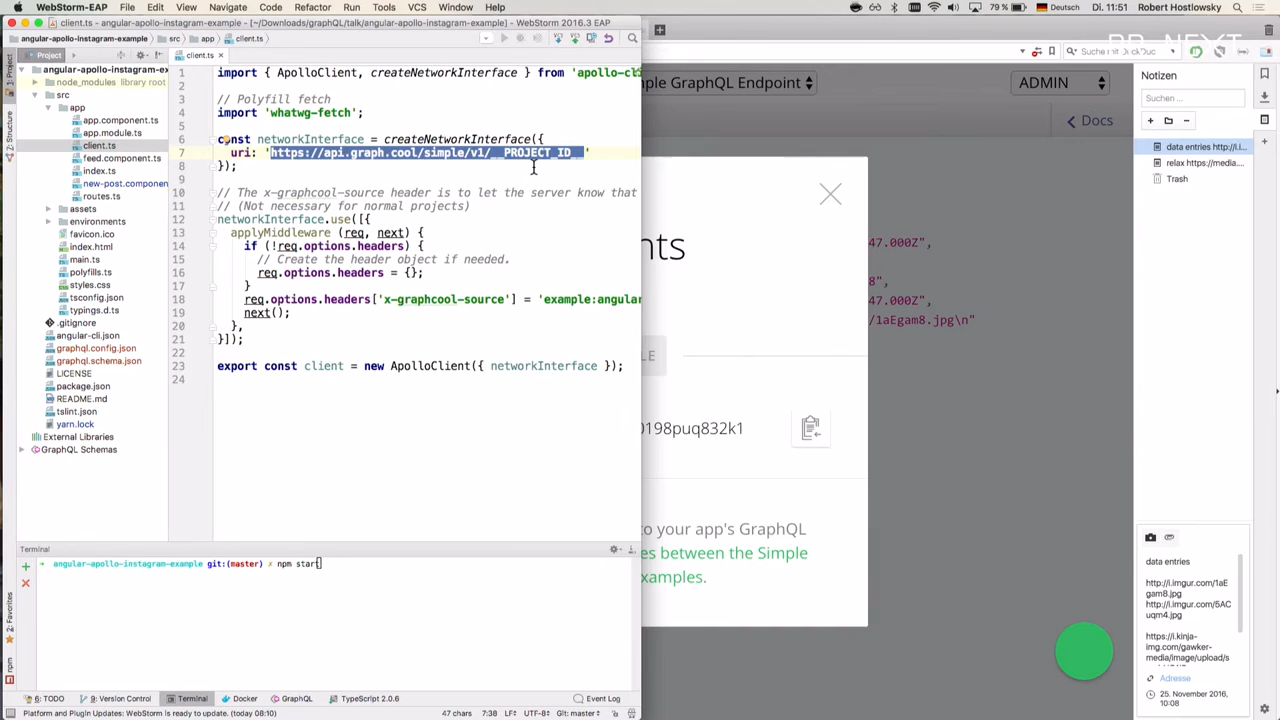 WebStorm-EAP File Edit View Navigate Code Refactor Run Tools VCS Window Help
79 % Deutsch Di. 11:51 Robert Hostlowsky
client.ts - angular-apollo-instagram-example - [~/Downloads/graphQL/talk/angular-apollo-instagram-example] - WebStorm 2016.3 EAP
angular-apollo-instagram-example src app client.ts
Project
client.ts
1: Project
7: Structure
2: Favorites
npm
angular-apollo-instagram-ex
node_modules library root
src
app
app.component.ts
app.module.ts
client.ts
feed.component.ts
index.ts
new-post.componen
routes.ts
assets
environments
favicon.ico
index.html
main.ts
polyfills.ts
styles.css
tsconfig.json
typings.d.ts
.gitignore
angular-cli.json
graphql.config.json
graphql.schema.json
LICENSE
package.json
README.md
tslint.json
yarn.lock
External Libraries
GraphQL Schemas
1 import { ApolloClient, createNetworkInterface } from 'apollo-cl
2
3 // Polyfill fetch
4 import 'whatwg-fetch';
5
6 const networkInterface = createNetworkInterface({
7 uri: 'https://api.graph.cool/simple/v1/__PROJECT_ID__'
8 });
9
10 // The x-graphcool-source header is to let the server know that
11 // (Not necessary for normal projects)
12 networkInterface.use([{
13 applyMiddleware (req, next) {
14 if (!req.options.headers) {
15 // Create the header object if needed.
16 req.options.headers = {};
17 }
18 req.options.headers['x-graphcool-source'] = 'example:angular
19 next();
20 },
21 }]);
22
23 export const client = new ApolloClient({ networkInterface });
24
Terminal
angular-apollo-instagram-example git:(master) ✗ npm start
6: TODO 9: Version Control Terminal Docker GraphQL TypeScript 2.0.6 Event Log
Platform and Plugin Updates: WebStorm is ready to update. (today 08:10) 47 chars 7:38 LF÷ UTF-8÷ Git: master÷
ple GraphQL Endpoint
ADMIN
Docs
nts
47.000Z",
8",
47.000Z",
/1aEgam8.jpg\n"
LE
0198puq832k1
o your app's GraphQL
es between the Simple
xamples.
Notizen
Suchen ...
data entries http://i.i...
relax https://media....
Trash
data entries
http://i.imgur.com/1aE
gam8.jpg
http://i.imgur.com/5AC
uqm4.jpg
https://i.kinja-
img.com/gawker-
media/image/upload/s
Adresse
25. November 2016,
10:08